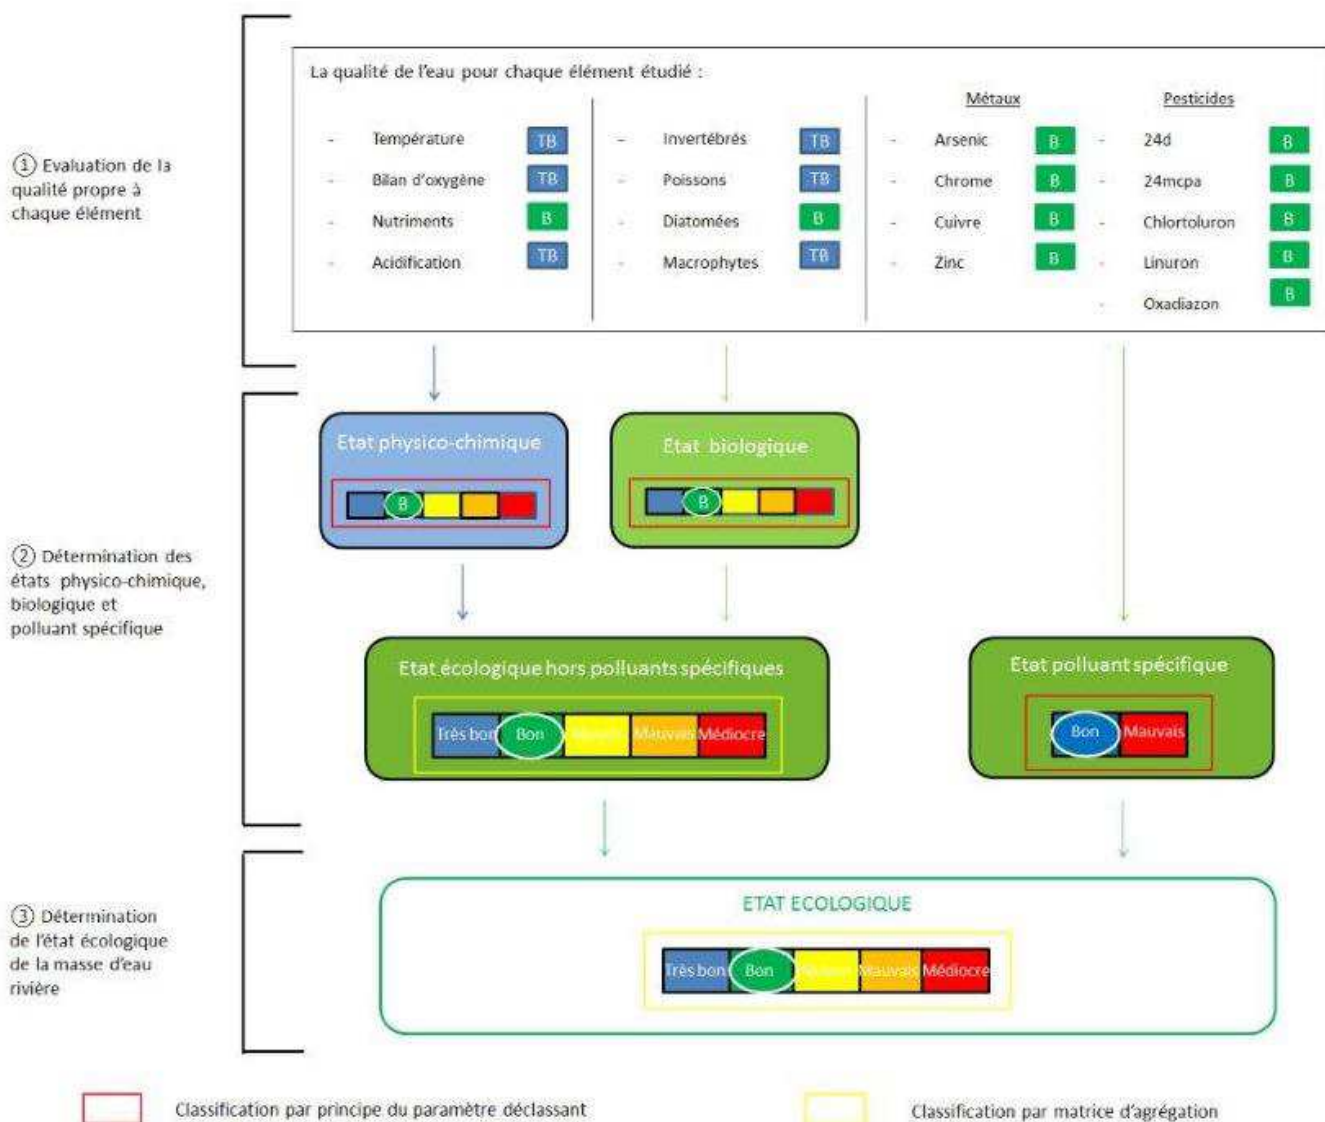 La qualité de l'eau pour chaque élément étudié :
① Evaluation de la
qualité propre à
chaque élément
- Température TB
- Bilan d'oxygène TB
- Nutriments B
- Acidification TB
- Invertébrés TB
- Poissons TB
- Diatomées B
- Macrophytes TB
Métaux
- Arsenic B
- Chrome B
- Cuivre B
- Zinc B
Pesticides
- 24d B
- 24mcpa B
- Chlortoluron B
- Linuron B
- Oxadiazon B
② Détermination des
états physico-chimique,
biologique et
polluant spécifique
Etat physico-chimique
B
Etat biologique
B
Etat écologique hors polluants spécifiques
Très bon Bon Mauvais Médiocre
Etat polluant spécifique
Bon Mauvais
③ Détermination
de l'état écologique
de la masse d'eau
rivière
ETAT ECOLOGIQUE
Très bon Bon Mauvais Médiocre
Classification par principe du paramètre déclassant
Classification par matrice d'agrégation